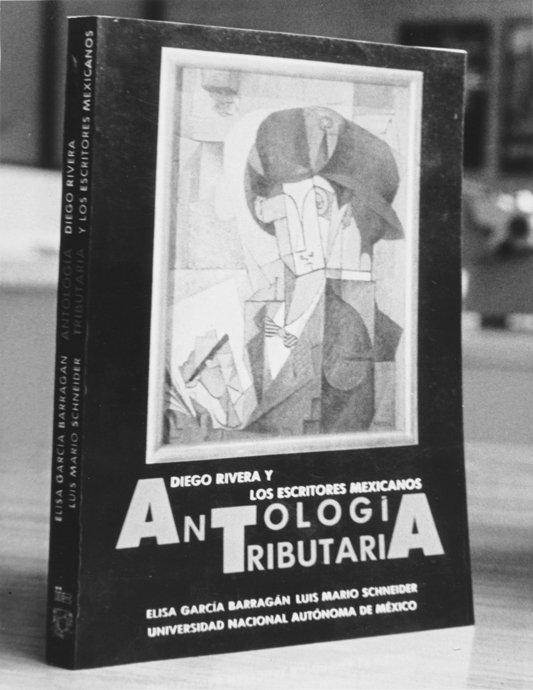 DIEGO RIVERA Y
LOS ESCRITORES MEXICANOS
ANTOLOGÍA
TRIBUTARIA
ELISA GARCÍA BARRAGÁN LUIS MARIO SCHNEIDER
UNIVERSIDAD NACIONAL AUTÓNOMA DE MÉXICO
ELISA GARCÍA BARRAGÁN
LUIS MARIO SCHNEIDER
ANTOLOGÍA
TRIBUTARIA
DIEGO RIVERA
Y LOS ESCRITORES MEXICANOS